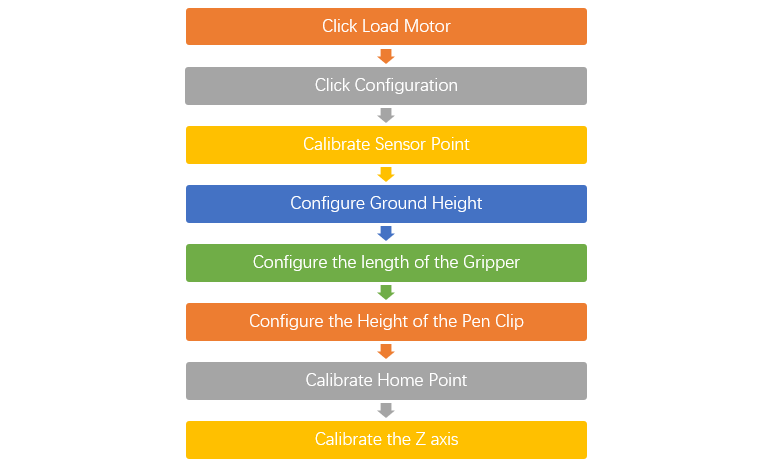 Click Load Motor
Click Configuration
Calibrate Sensor Point
Configure Ground Height
Configure the length of the Gripper
Configure the Height of the Pen Clip
Calibrate Home Point
Calibrate the Z axis